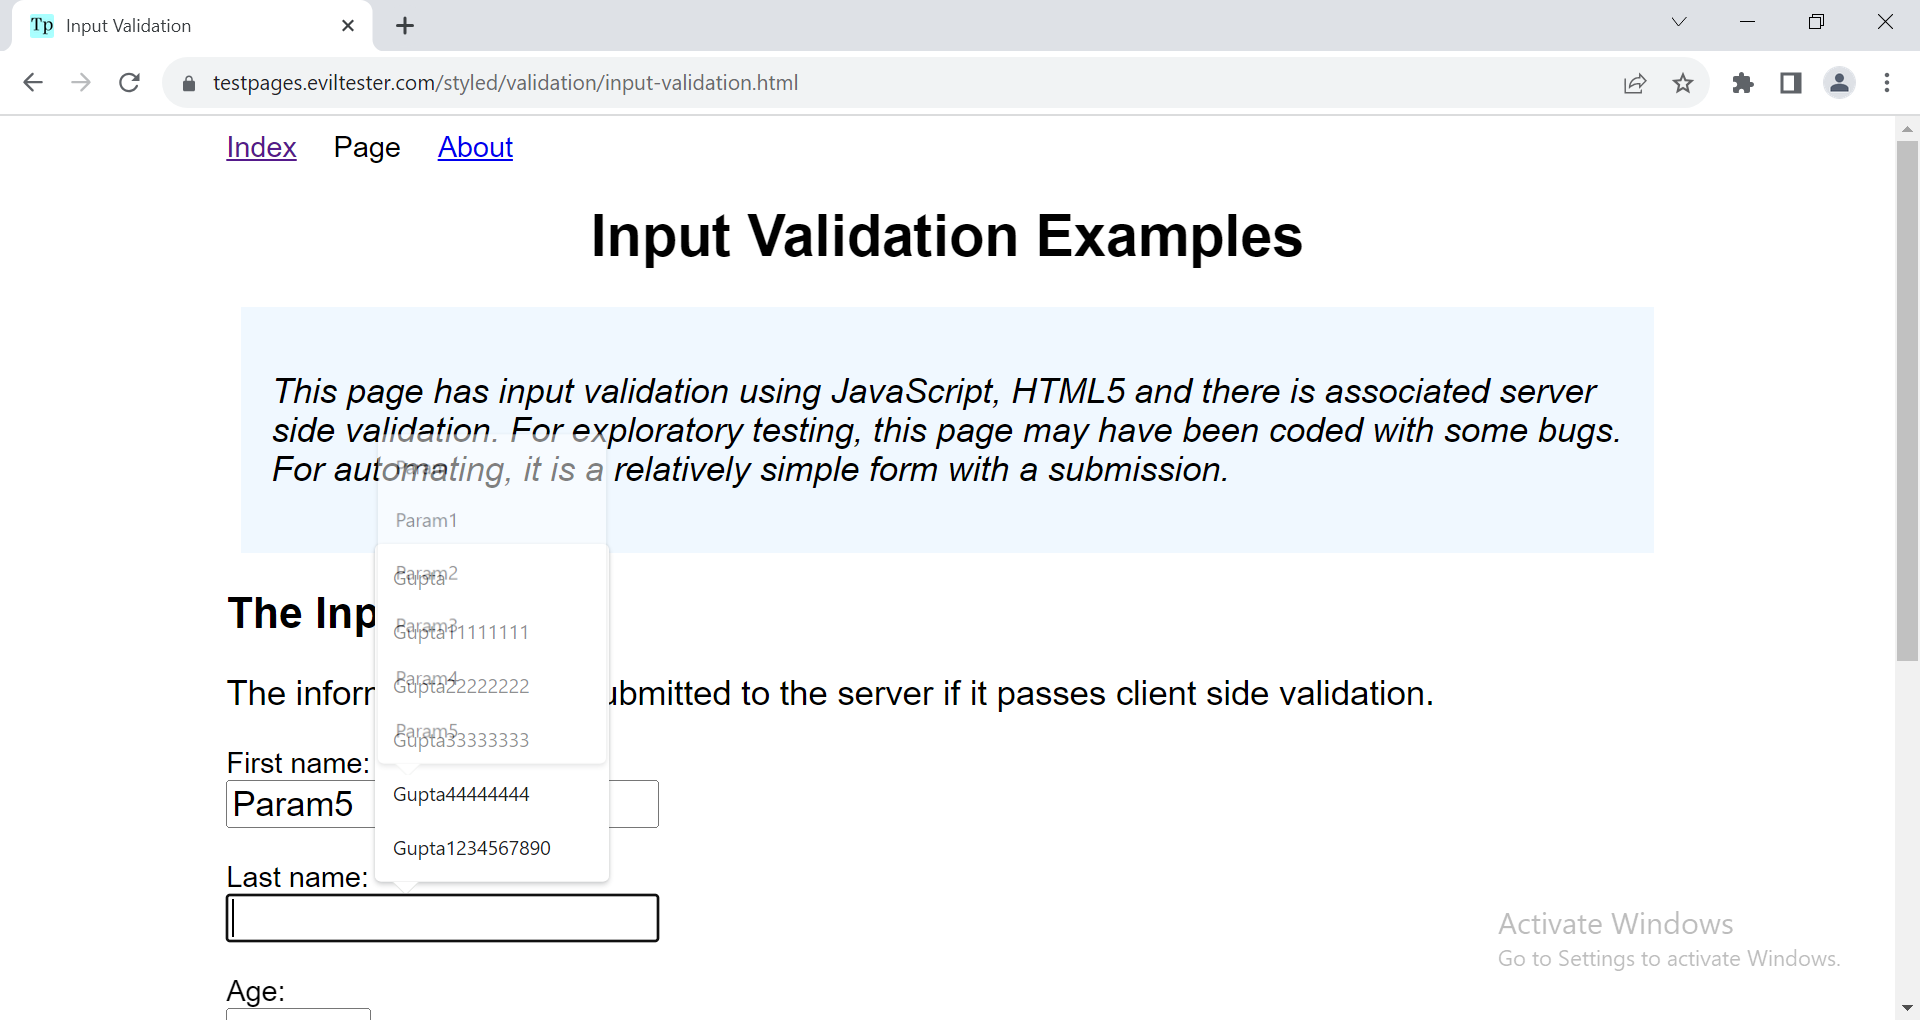 Tp Input Validation
testpages.eviltester.com/styled/validation/input-validation.html
Index Page About
Input Validation Examples
This page has input validation using JavaScript, HTML5 and there is associated server
side validation. For exploratory testing, this page may have been coded with some bugs.
For automating, it is a relatively simple form with a submission.
Param
Param1
Param2
Gupta
The Inp
Param3
Gupta11111111
Param4
Gupta22222222
The inforr ubmitted to the server if it passes client side validation.
Param5
Gupta33333333
First name:
Gupta44444444
Param5
Gupta1234567890
Last name:
Activate Windows
Go to Settings to activate Windows.
Age: